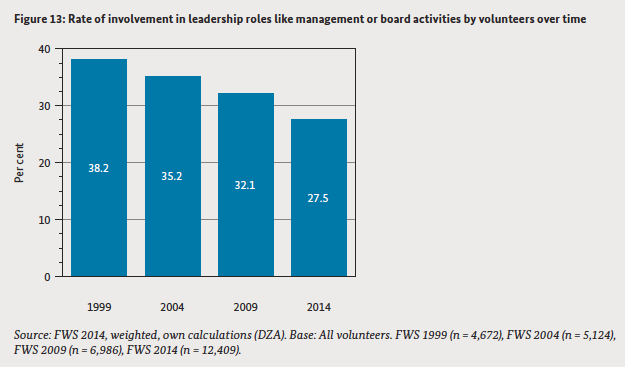 Figure 13: Rate of involvement in leadership roles like management or board activities by volunteers over time
40
30
20
10
0
Per cent
38.2
35.2
32.1
27.5
1999 2004 2009 2014
Source: FWS 2014, weighted, own calculations (DZA). Base: All volunteers. FWS 1999 (n = 4,672), FWS 2004 (n = 5,124),
FWS 2009 (n = 6,986), FWS 2014 (n = 12,409).